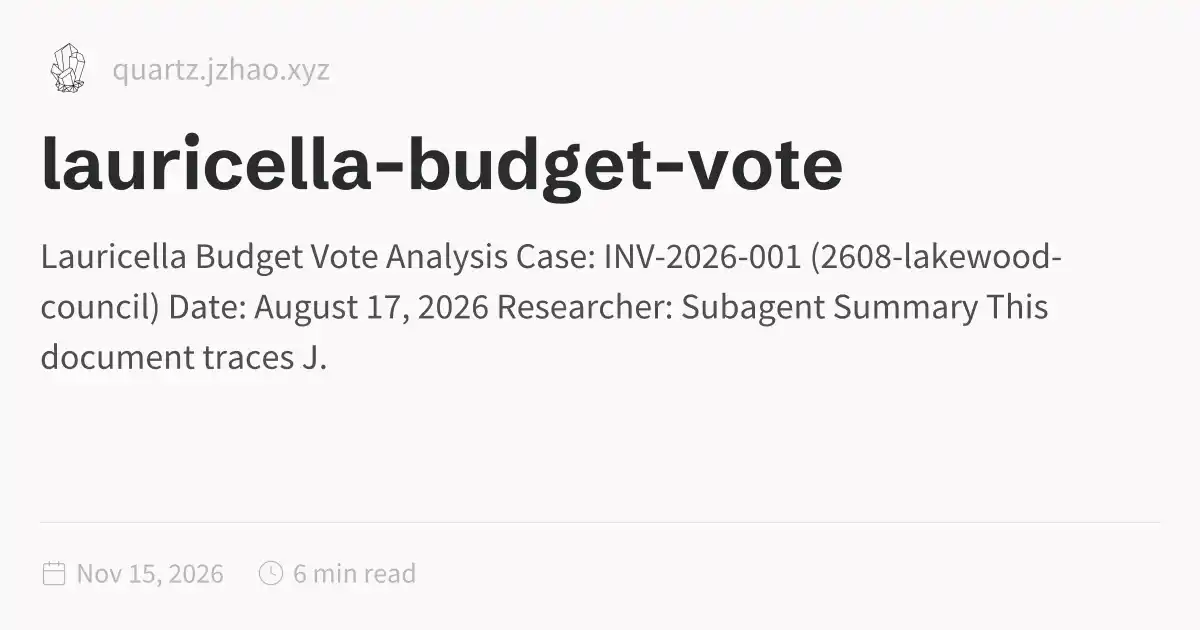 quartz.jzhao.xyz
lauricella-budget-vote
Lauricella Budget Vote Analysis Case: INV-2026-001 (2608-lakewood-
council) Date: August 17, 2026 Researcher: Subagent Summary This
document traces J.
Nov 15, 2026
6 min read